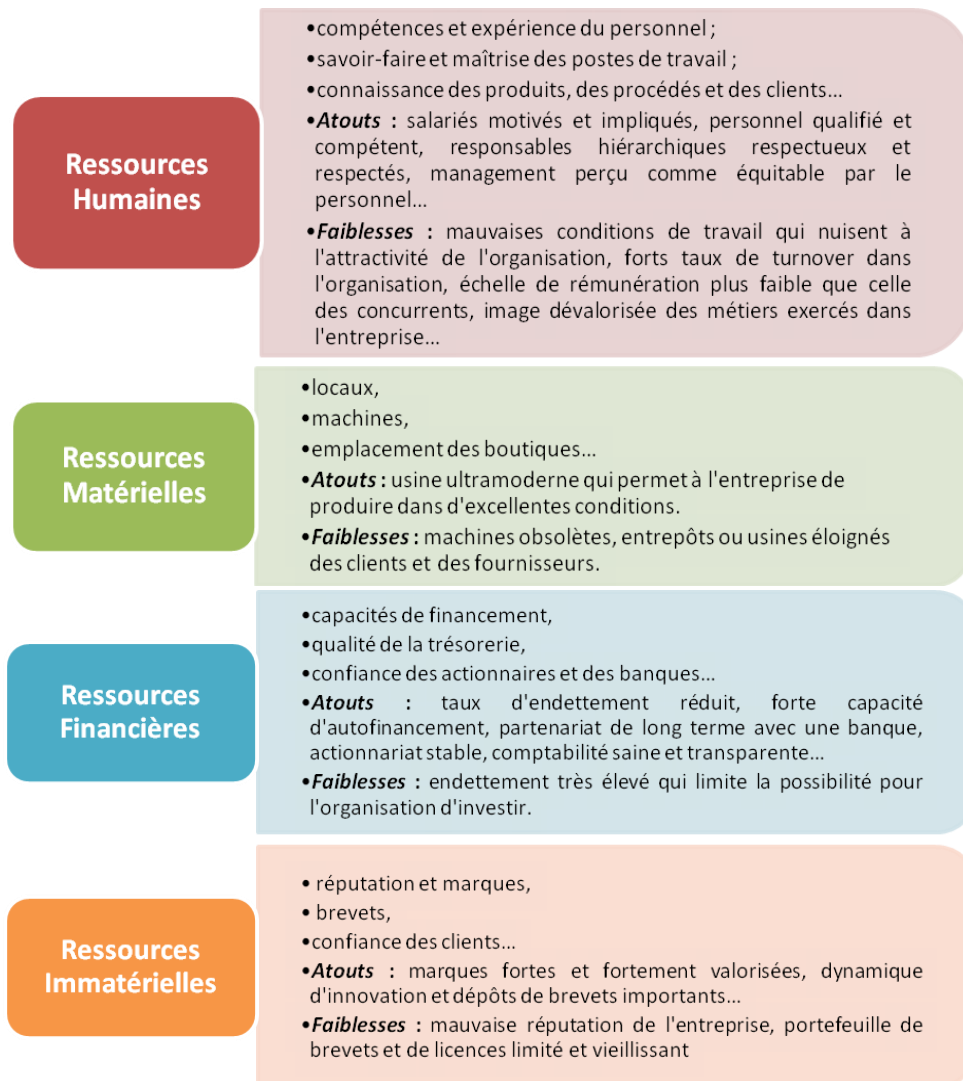 Ressources
Humaines
•compétences et expérience du personnel ;
•savoir-faire et maîtrise des postes de travail ;
•connaissance des produits, des procédés et des clients...
•Atouts : salariés motivés et impliqués, personnel qualifié et
compétent, responsables hiérarchiques respectueux et
respectés, management perçu comme équitable par le
personnel...
•Faiblesses : mauvaises conditions de travail qui nuisent à
l'attractivité de l'organisation, forts taux de turnover dans
l'organisation, échelle de rémunération plus faible que celle
des concurrents, image dévalorisée des métiers exercés dans
l'entreprise...
Ressources
Matérielles
•locaux,
•machines,
•emplacement des boutiques...
•Atouts : usine ultramoderne qui permet à l'entreprise de
produire dans d'excellentes conditions.
•Faiblesses : machines obsolètes, entrepôts ou usines éloignés
des clients et des fournisseurs.
Ressources
Financières
•capacités de financement,
•qualité de la trésorerie,
•confiance des actionnaires et des banques...
•Atouts : taux d'endettement réduit, forte capacité
d'autofinancement, partenariat de long terme avec une banque,
actionnariat stable, comptabilité saine et transparente...
•Faiblesses : endettement très élevé qui limite la possibilité pour
l'organisation d'investir.
Ressources
Immatérielles
• réputation et marques,
• brevets,
•confiance des clients...
•Atouts : marques fortes et fortement valorisées, dynamique
d'innovation et dépôts de brevets importants...
•Faiblesses : mauvaise réputation de l'entreprise, portefeuille de
brevets et de licences limité et vieillissant